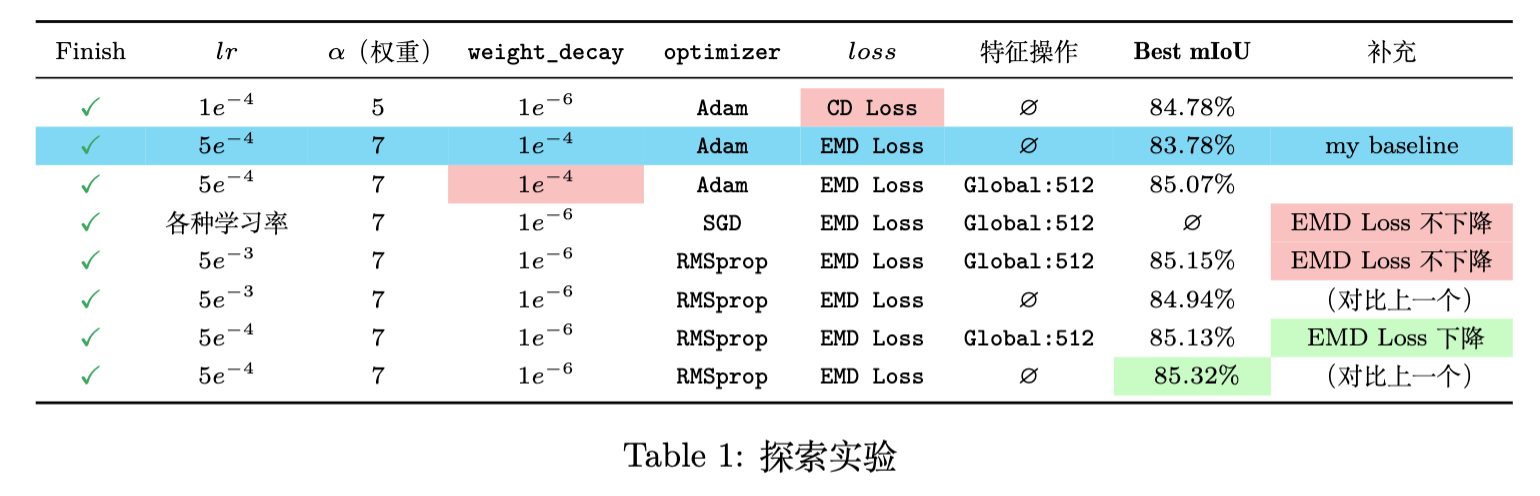 Finish lr α（权重） weight_decay optimizer loss 特征操作 Best mIoU 补充
✓ 1e⁻⁴ 5 1e⁻⁶ Adam CD Loss ∅ 84.78%
✓ 5e⁻⁴ 7 1e⁻⁴ Adam EMD Loss ∅ 83.78% my baseline
✓ 5e⁻⁴ 7 1e⁻⁴ Adam EMD Loss Global:512 85.07%
✓ 各种学习率 7 1e⁻⁶ SGD EMD Loss Global:512 ∅ EMD Loss 不下降
✓ 5e⁻³ 7 1e⁻⁶ RMSprop EMD Loss Global:512 85.15% EMD Loss 不下降
✓ 5e⁻³ 7 1e⁻⁶ RMSprop EMD Loss ∅ 84.94% （对比上一个）
✓ 5e⁻⁴ 7 1e⁻⁶ RMSprop EMD Loss Global:512 85.13% EMD Loss 下降
✓ 5e⁻⁴ 7 1e⁻⁶ RMSprop EMD Loss ∅ 85.32% （对比上一个）
Table 1: 探索实验